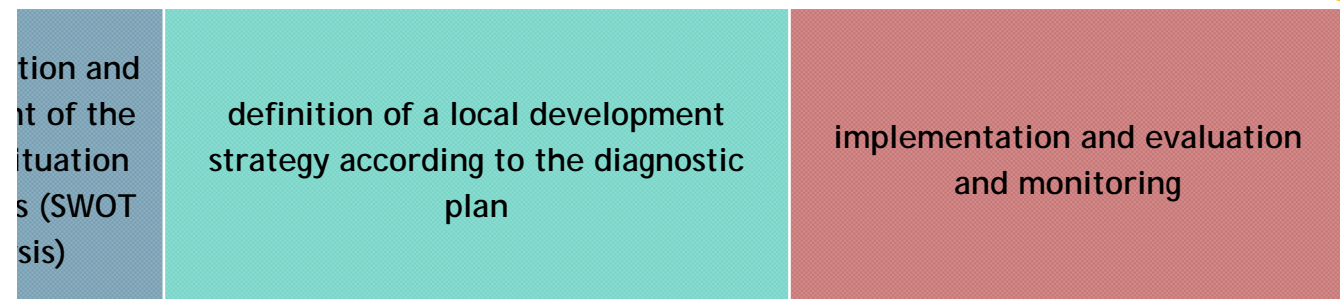 tion and
nt of the
ituation
s (SWOT
sis)
definition of a local development
strategy according to the diagnostic
plan
implementation and evaluation
and monitoring